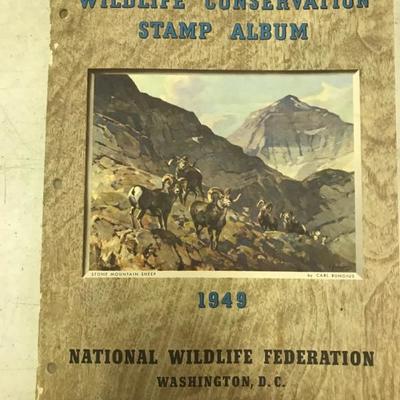 WILDLIFE CONSERVATION
STAMP ALBUM
STONE MOUNTAIN SHEEP
by CARL RUNGIUS
1949
NATIONAL WILDLIFE FEDERATION
WASHINGTON, D.C.